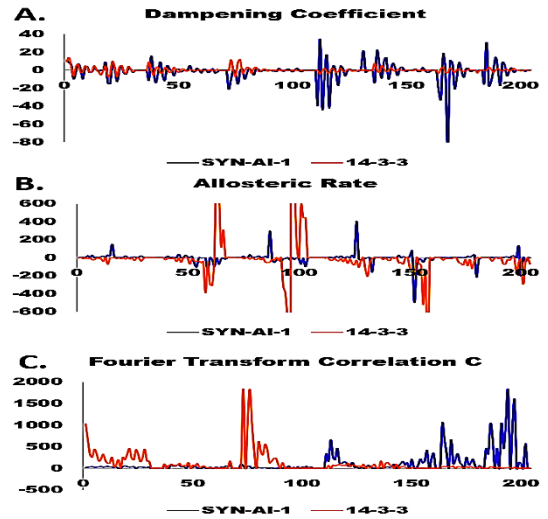 A. Dampening Coefficient
40
20
0
-20
-40
-60
-80
0 50 100 150 200
SYN-AI-1 14-3-3
B. Allosteric Rate
600
400
200
0
-200
-400
-600
0 50 100 150 200
SYN-AI-1 14-3-3
C. Fourier Transform Correlation C
2000
1500
1000
500
0
-500
0 50 100 150 200
SYN-AI-1 14-3-3